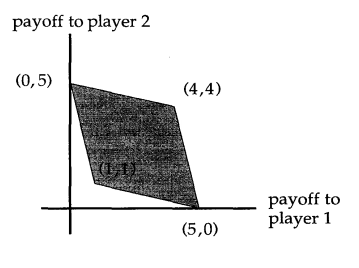 payoff to player 2
(0,5)
(4,4)
(1,1)
payoff to
player 1
(5,0)